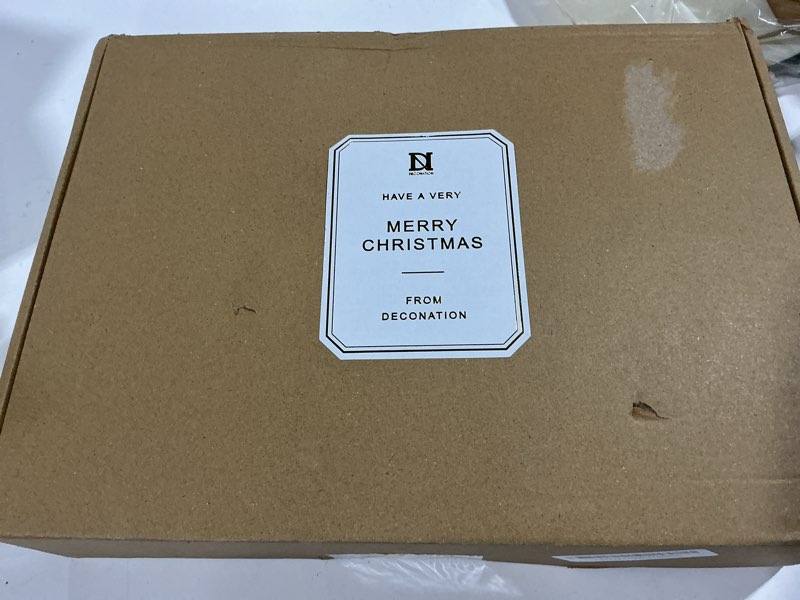 DN
DECONATION
HAVE A VERY
MERRY
CHRISTMAS
FROM
DECONATION